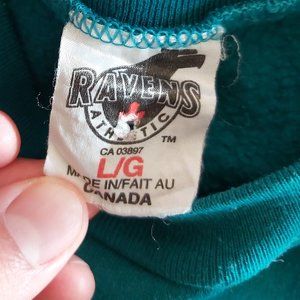 RAVENS
ATHLETIC
TM
CA 03897
L/G
MADE IN/FAIT AU
CANADA